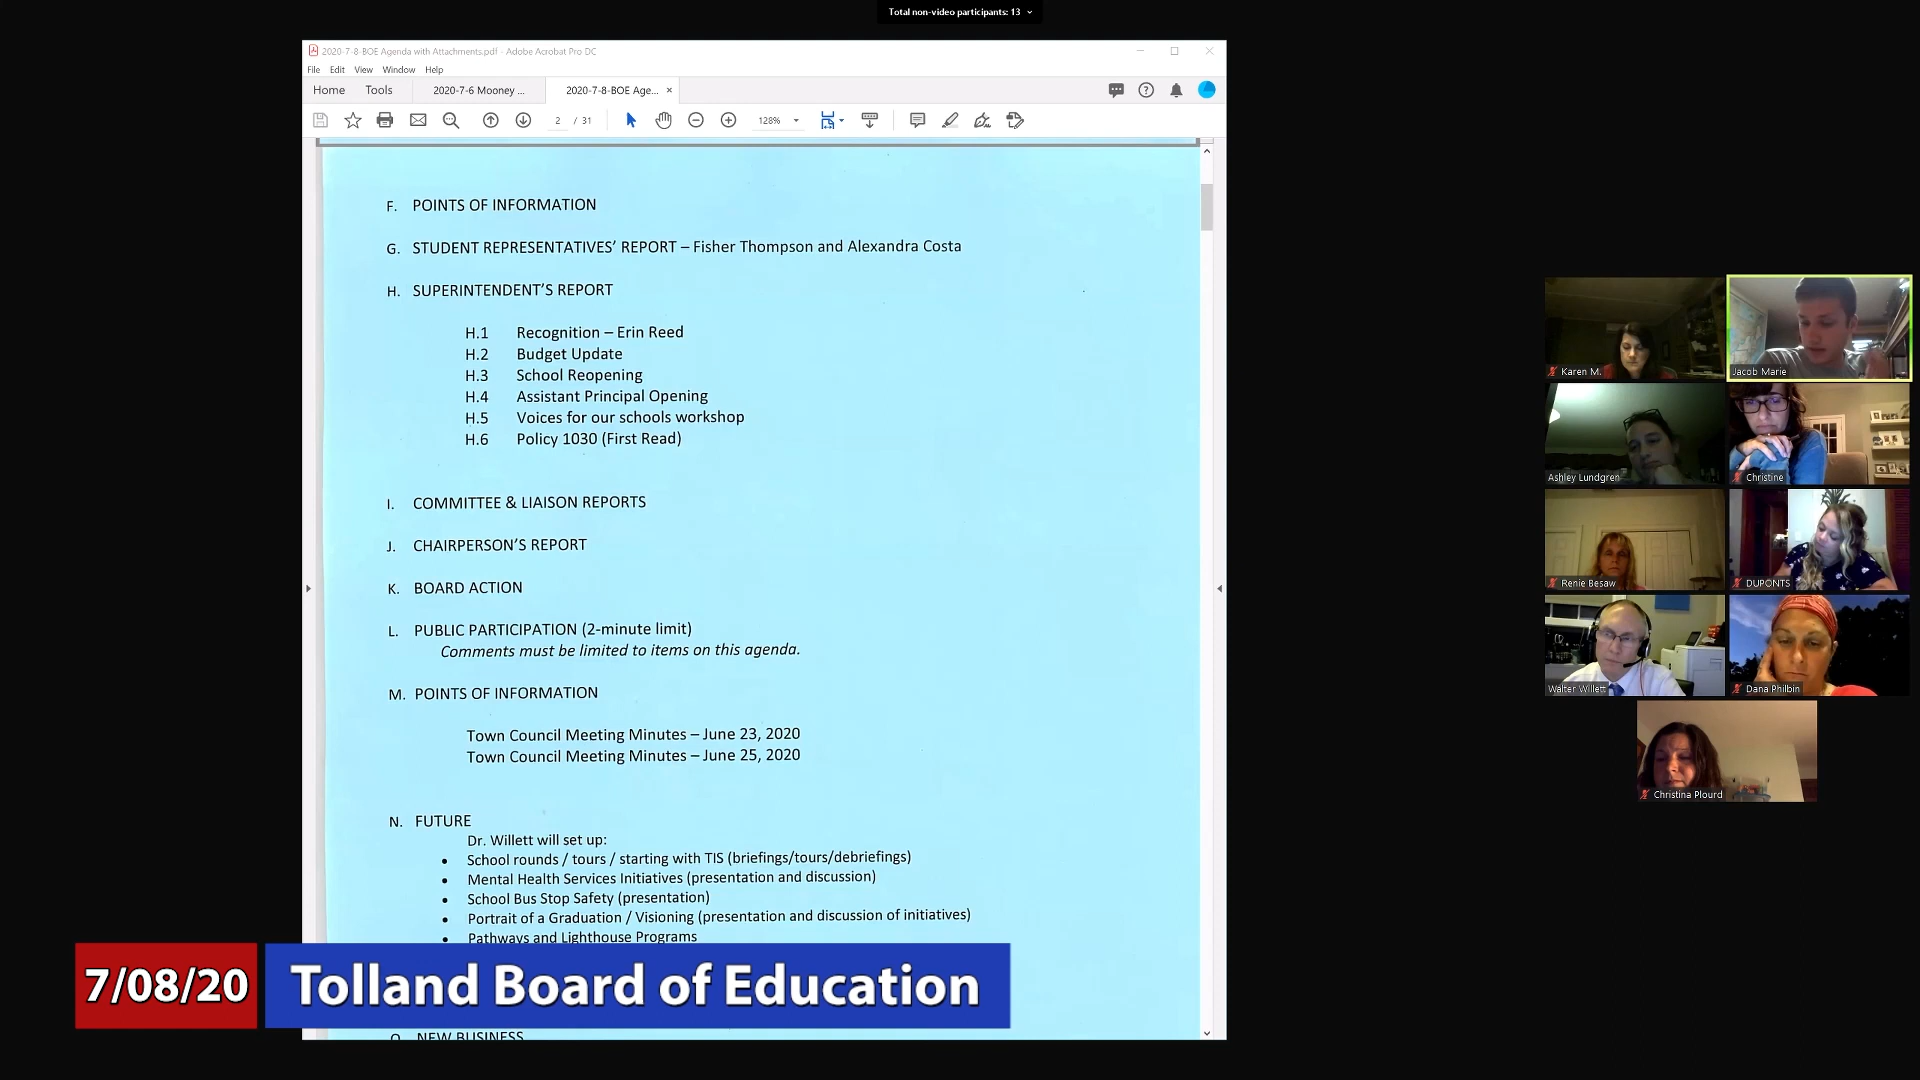 Total non-video participants: 13
2020-7-8-BOE Agenda with Attachments.pdf - Adobe Acrobat Pro DC
File Edit View Window Help
Home Tools 2020-7-6 Mooney ... 2020-7-8-BOE Age... ×
2 / 31 128%
F. POINTS OF INFORMATION
G. STUDENT REPRESENTATIVES' REPORT – Fisher Thompson and Alexandra Costa
H. SUPERINTENDENT'S REPORT
H.1 Recognition – Erin Reed
H.2 Budget Update
H.3 School Reopening
H.4 Assistant Principal Opening
H.5 Voices for our schools workshop
H.6 Policy 1030 (First Read)
I. COMMITTEE & LIAISON REPORTS
J. CHAIRPERSON'S REPORT
K. BOARD ACTION
L. PUBLIC PARTICIPATION (2-minute limit)
Comments must be limited to items on this agenda.
M. POINTS OF INFORMATION
Town Council Meeting Minutes – June 23, 2020
Town Council Meeting Minutes – June 25, 2020
N. FUTURE
Dr. Willett will set up:
• School rounds / tours / starting with TIS (briefings/tours/debriefings)
• Mental Health Services Initiatives (presentation and discussion)
• School Bus Stop Safety (presentation)
• Portrait of a Graduation / Visioning (presentation and discussion of initiatives)
• Pathways and Lighthouse Programs
O. NEW BUSINESS
7/08/20 Tolland Board of Education
Karen M.
Jacob Marie
Ashley Lundgren
Christine
Renie Besaw
DUPONTS
Walter Willett
Dana Philbin
Christina Plourd